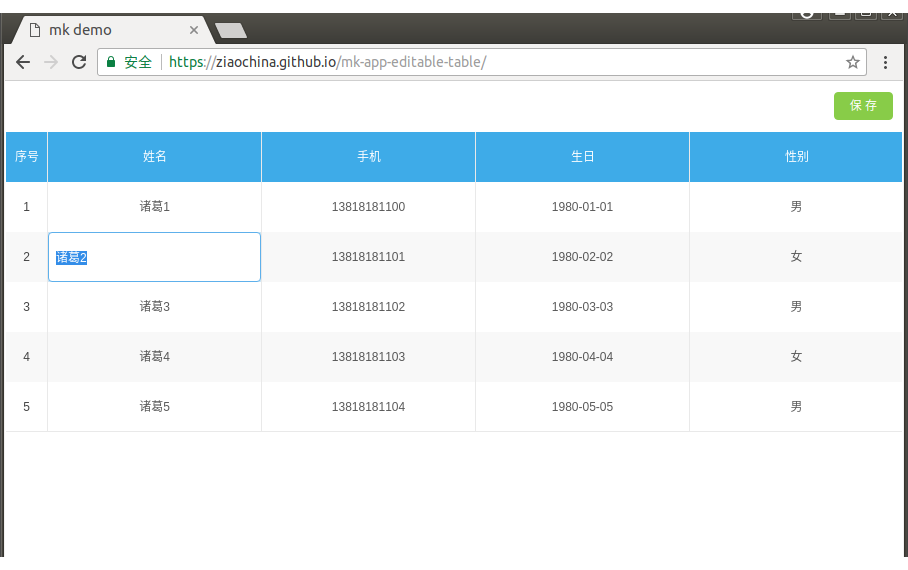 mk demo
安全 https://ziaochina.github.io/mk-app-editable-table/
保 存
序号 姓名 手机 生日 性别
1 诸葛1 13818181100 1980-01-01 男
2 诸葛2 13818181101 1980-02-02 女
3 诸葛3 13818181102 1980-03-03 男
4 诸葛4 13818181103 1980-04-04 女
5 诸葛5 13818181104 1980-05-05 男